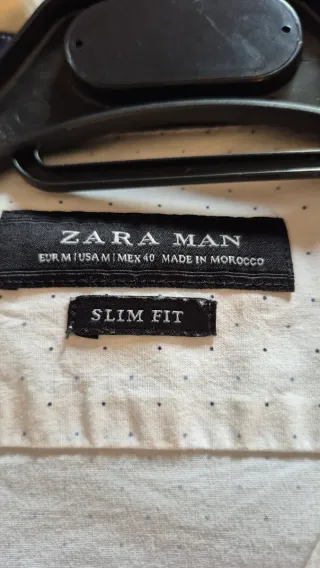 ZARA MAN
EUR M | USA M | MEX 40 MADE IN MOROCCO
SLIM FIT